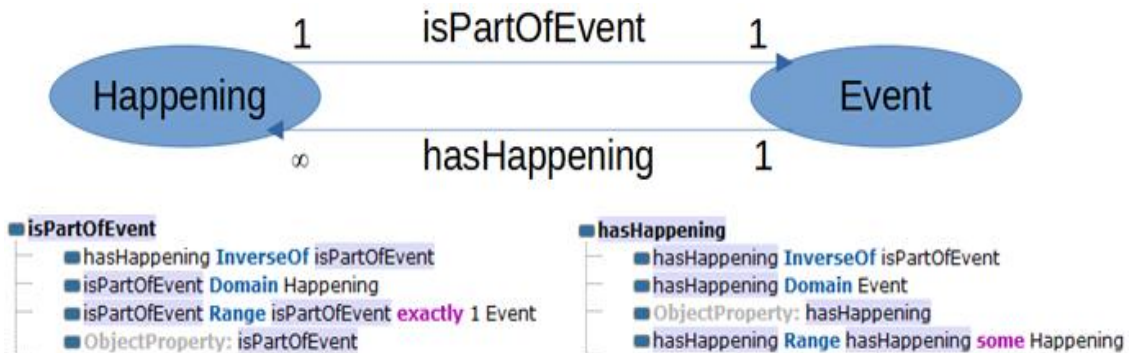 1 isPartOfEvent 1
Happening Event
∞ hasHappening 1
isPartOfEvent
hasHappening InverseOf isPartOfEvent
isPartOfEvent Domain Happening
isPartOfEvent Range isPartOfEvent exactly 1 Event
ObjectProperty: isPartOfEvent
hasHappening
hasHappening InverseOf isPartOfEvent
hasHappening Domain Event
ObjectProperty: hasHappening
hasHappening Range hasHappening some Happening